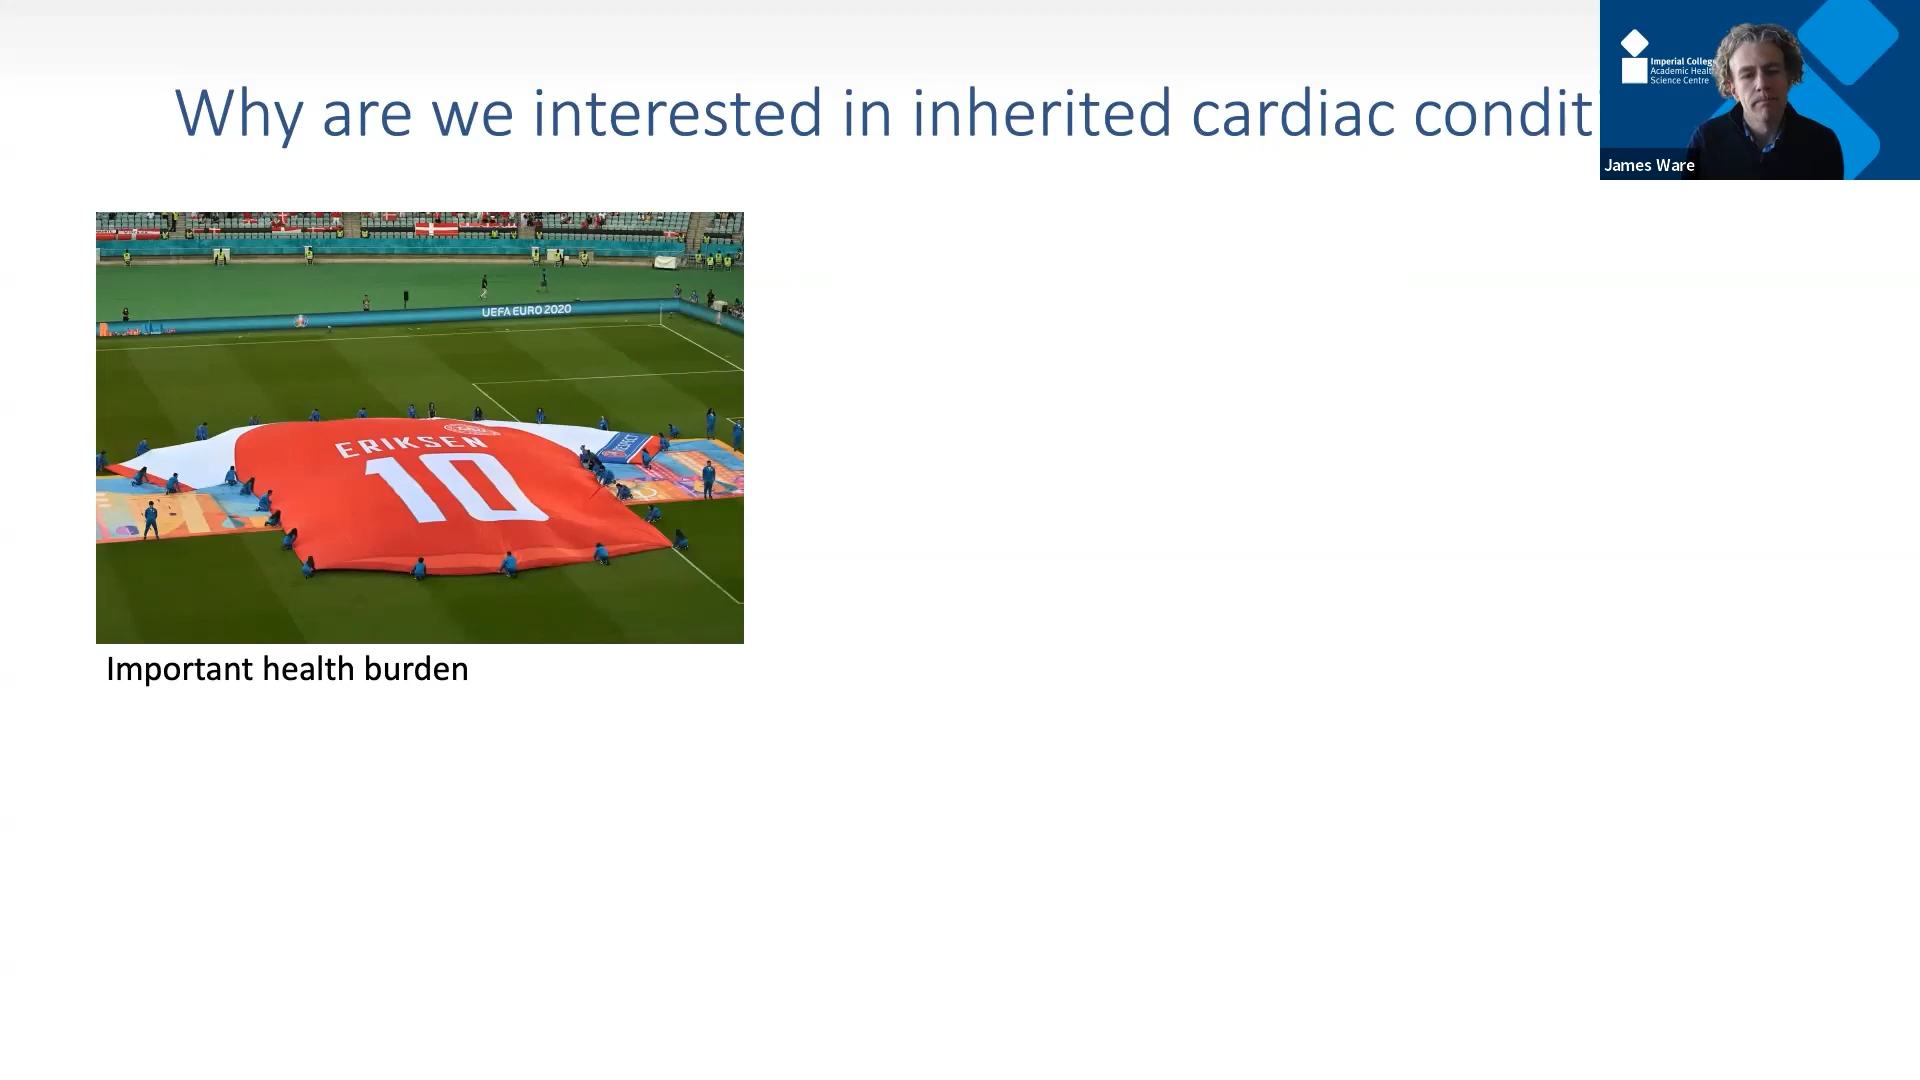 Why are we interested in inherited cardiac condit
Imperial College
Academic Health
Science Centre
James Ware
UEFA EURO 2020
RESPECT
ERIKSEN
10
Important health burden